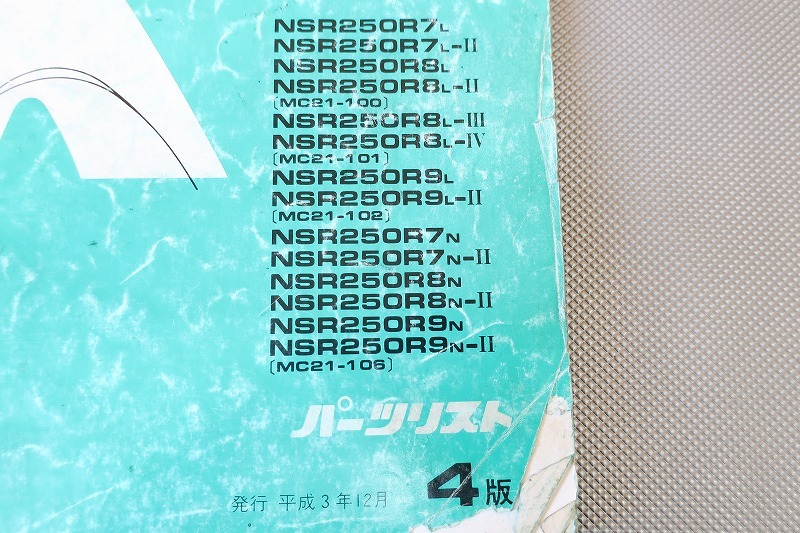 NSR250R7L
NSR250R7L-II
NSR250R8L
NSR250R8L-II
〔MC21-100〕
NSR250R8L-III
NSR250R8L-IV
〔MC21-101〕
NSR250R9L
NSR250R9L-II
〔MC21-102〕
NSR250R7N
NSR250R7N-II
NSR250R8N
NSR250R8N-II
NSR250R9N
NSR250R9N-II
〔MC21-106〕
パーツリスト
発行 平成3年12月 4版